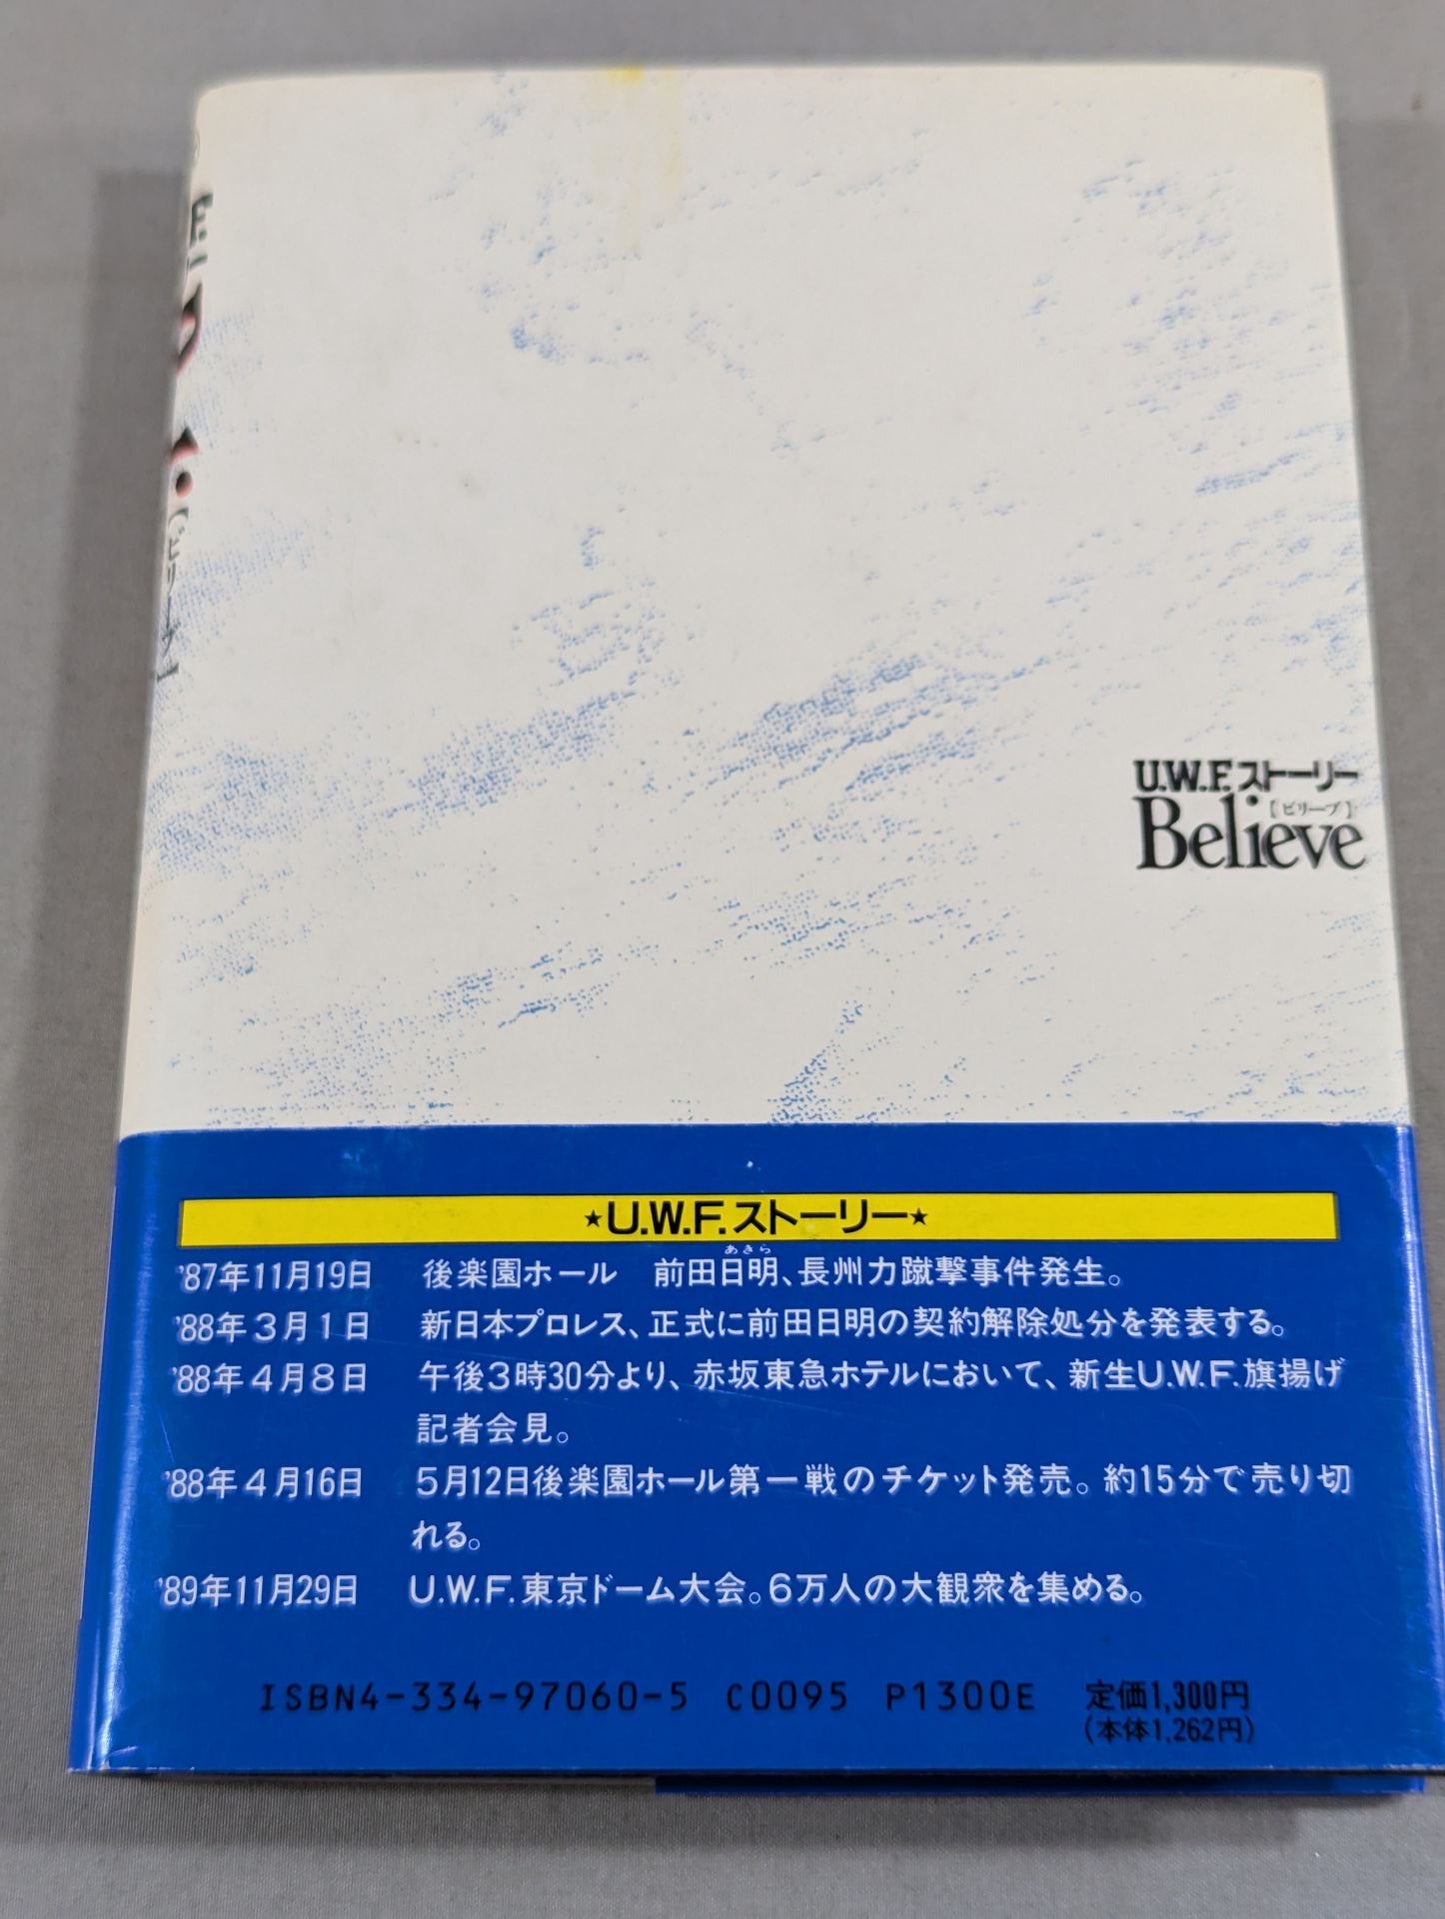 U.W.F.ストーリー
【ビリーブ】
Believe
★U.W.F.ストーリー★
あきら
'87年11月19日 後楽園ホール 前田日明、長州力蹴撃事件発生。
'88年3月1日 新日本プロレス、正式に前田日明の契約解除処分を発表する。
'88年4月8日 午後3時30分より、赤坂東急ホテルにおいて、新生U.W.F.旗揚げ
記者会見。
'88年4月16日 5月12日後楽園ホール第一戦のチケット発売。約15分で売り切
れる。
'89年11月29日 U.W.F.東京ドーム大会。6万人の大観衆を集める。
ISBN4-334-97060-5 C0095 P1300E 定価1,300円
(本体1,262円)